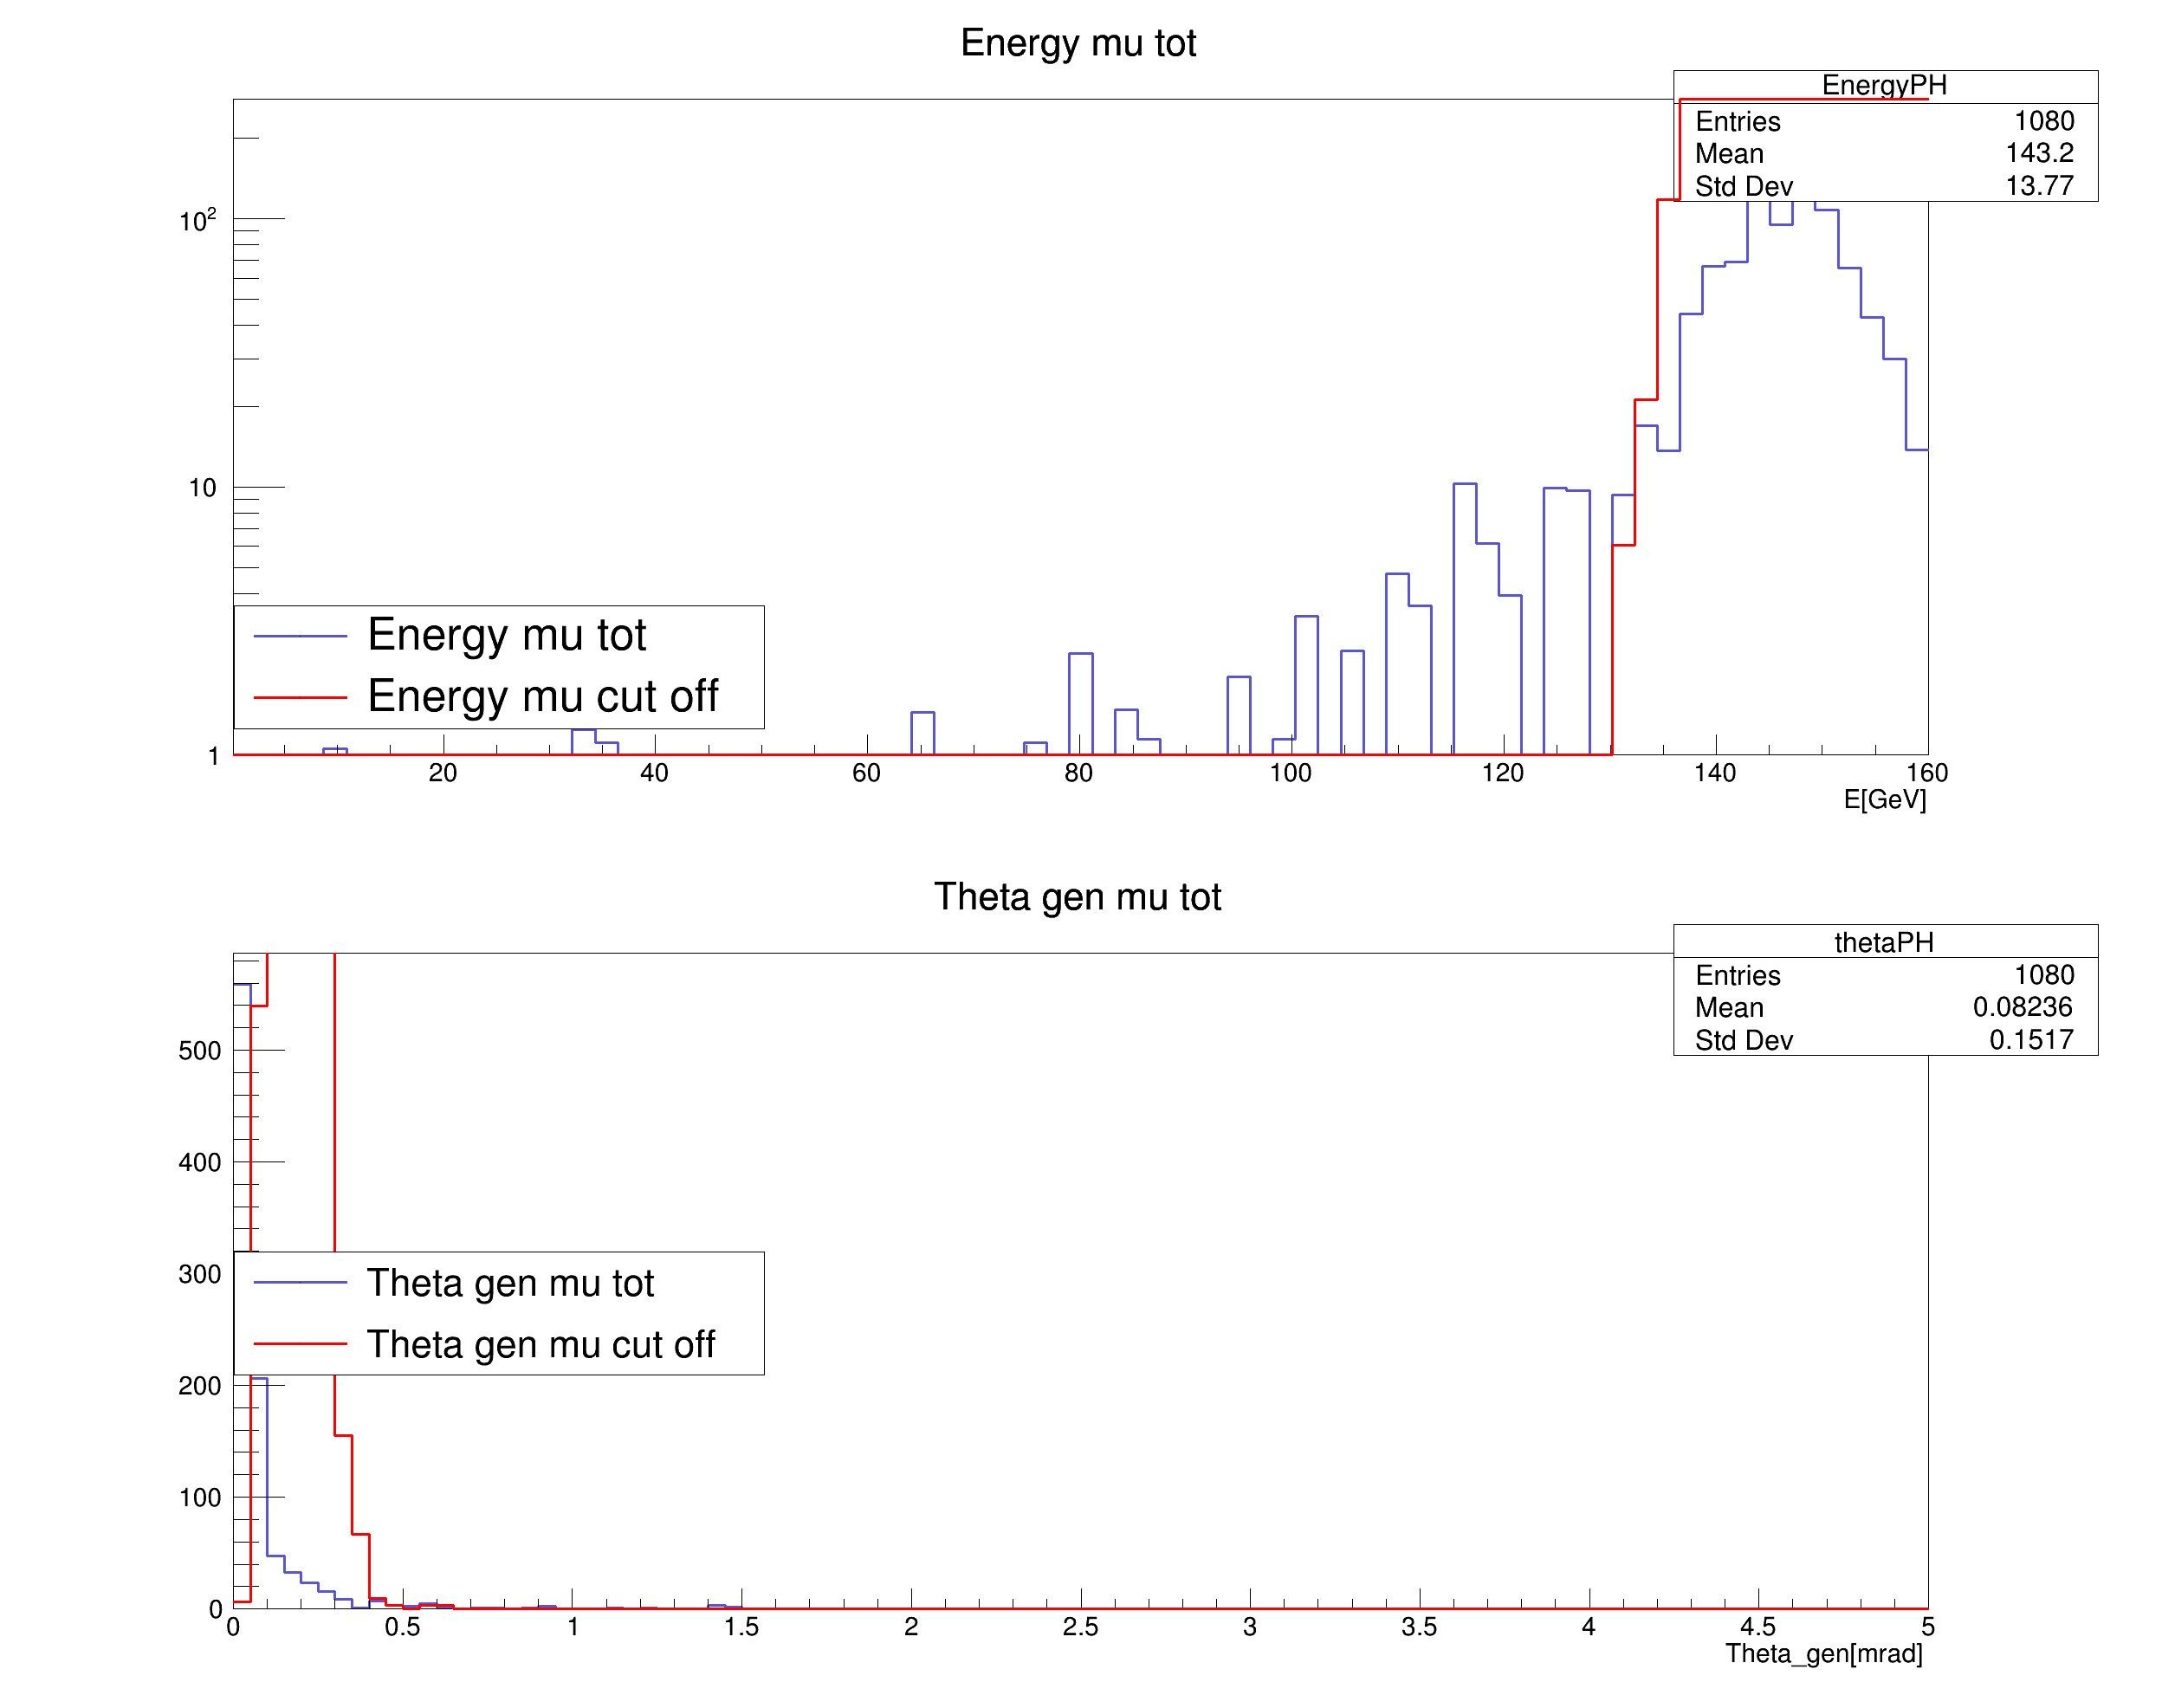 Energy mu tot
EnergyPH
Entries 1080
Mean 143.2
Std Dev 13.77
10²
10
1
Energy mu tot
Energy mu cut off
20 40 60 80 100 120 140 160
E[GeV]
Theta gen mu tot
thetaPH
Entries 1080
Mean 0.08236
Std Dev 0.1517
500
400
300
200
100
0
Theta gen mu tot
Theta gen mu cut off
0 0.5 1 1.5 2 2.5 3 3.5 4 4.5 5
Theta_gen[mrad]